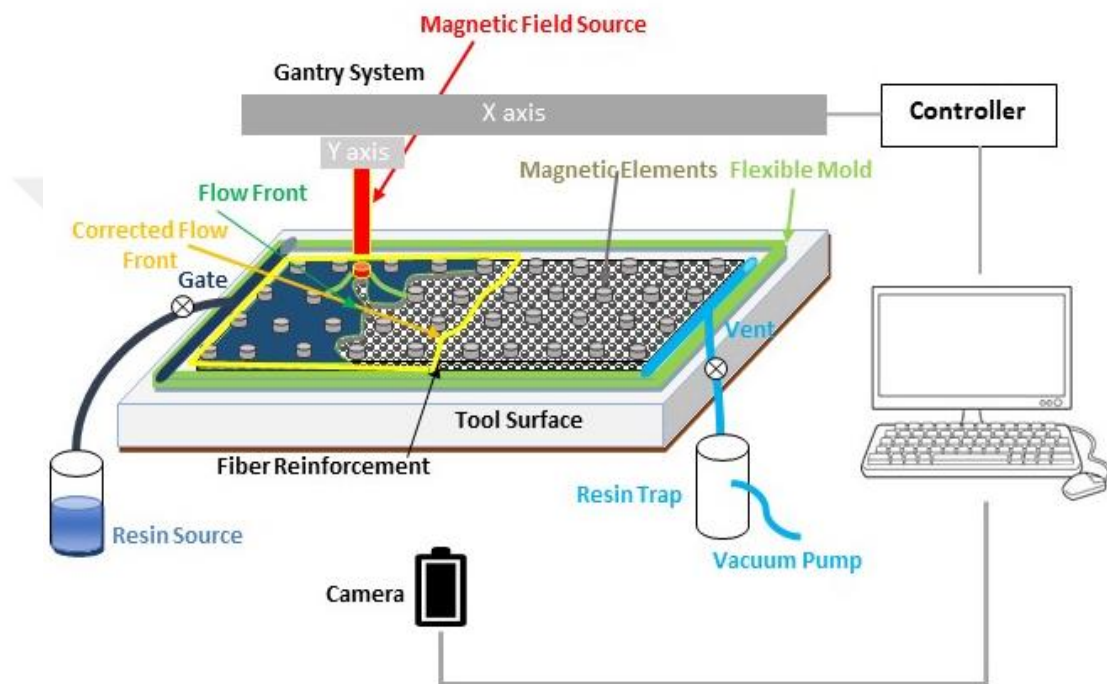 Magnetic Field Source
Gantry System
X axis
Controller
Y axis
Magnetic Elements
Flexible Mold
Flow Front
Corrected Flow
Front
Gate
Vent
Tool Surface
Fiber Reinforcement
Resin Trap
Resin Source
Vacuum Pump
Camera